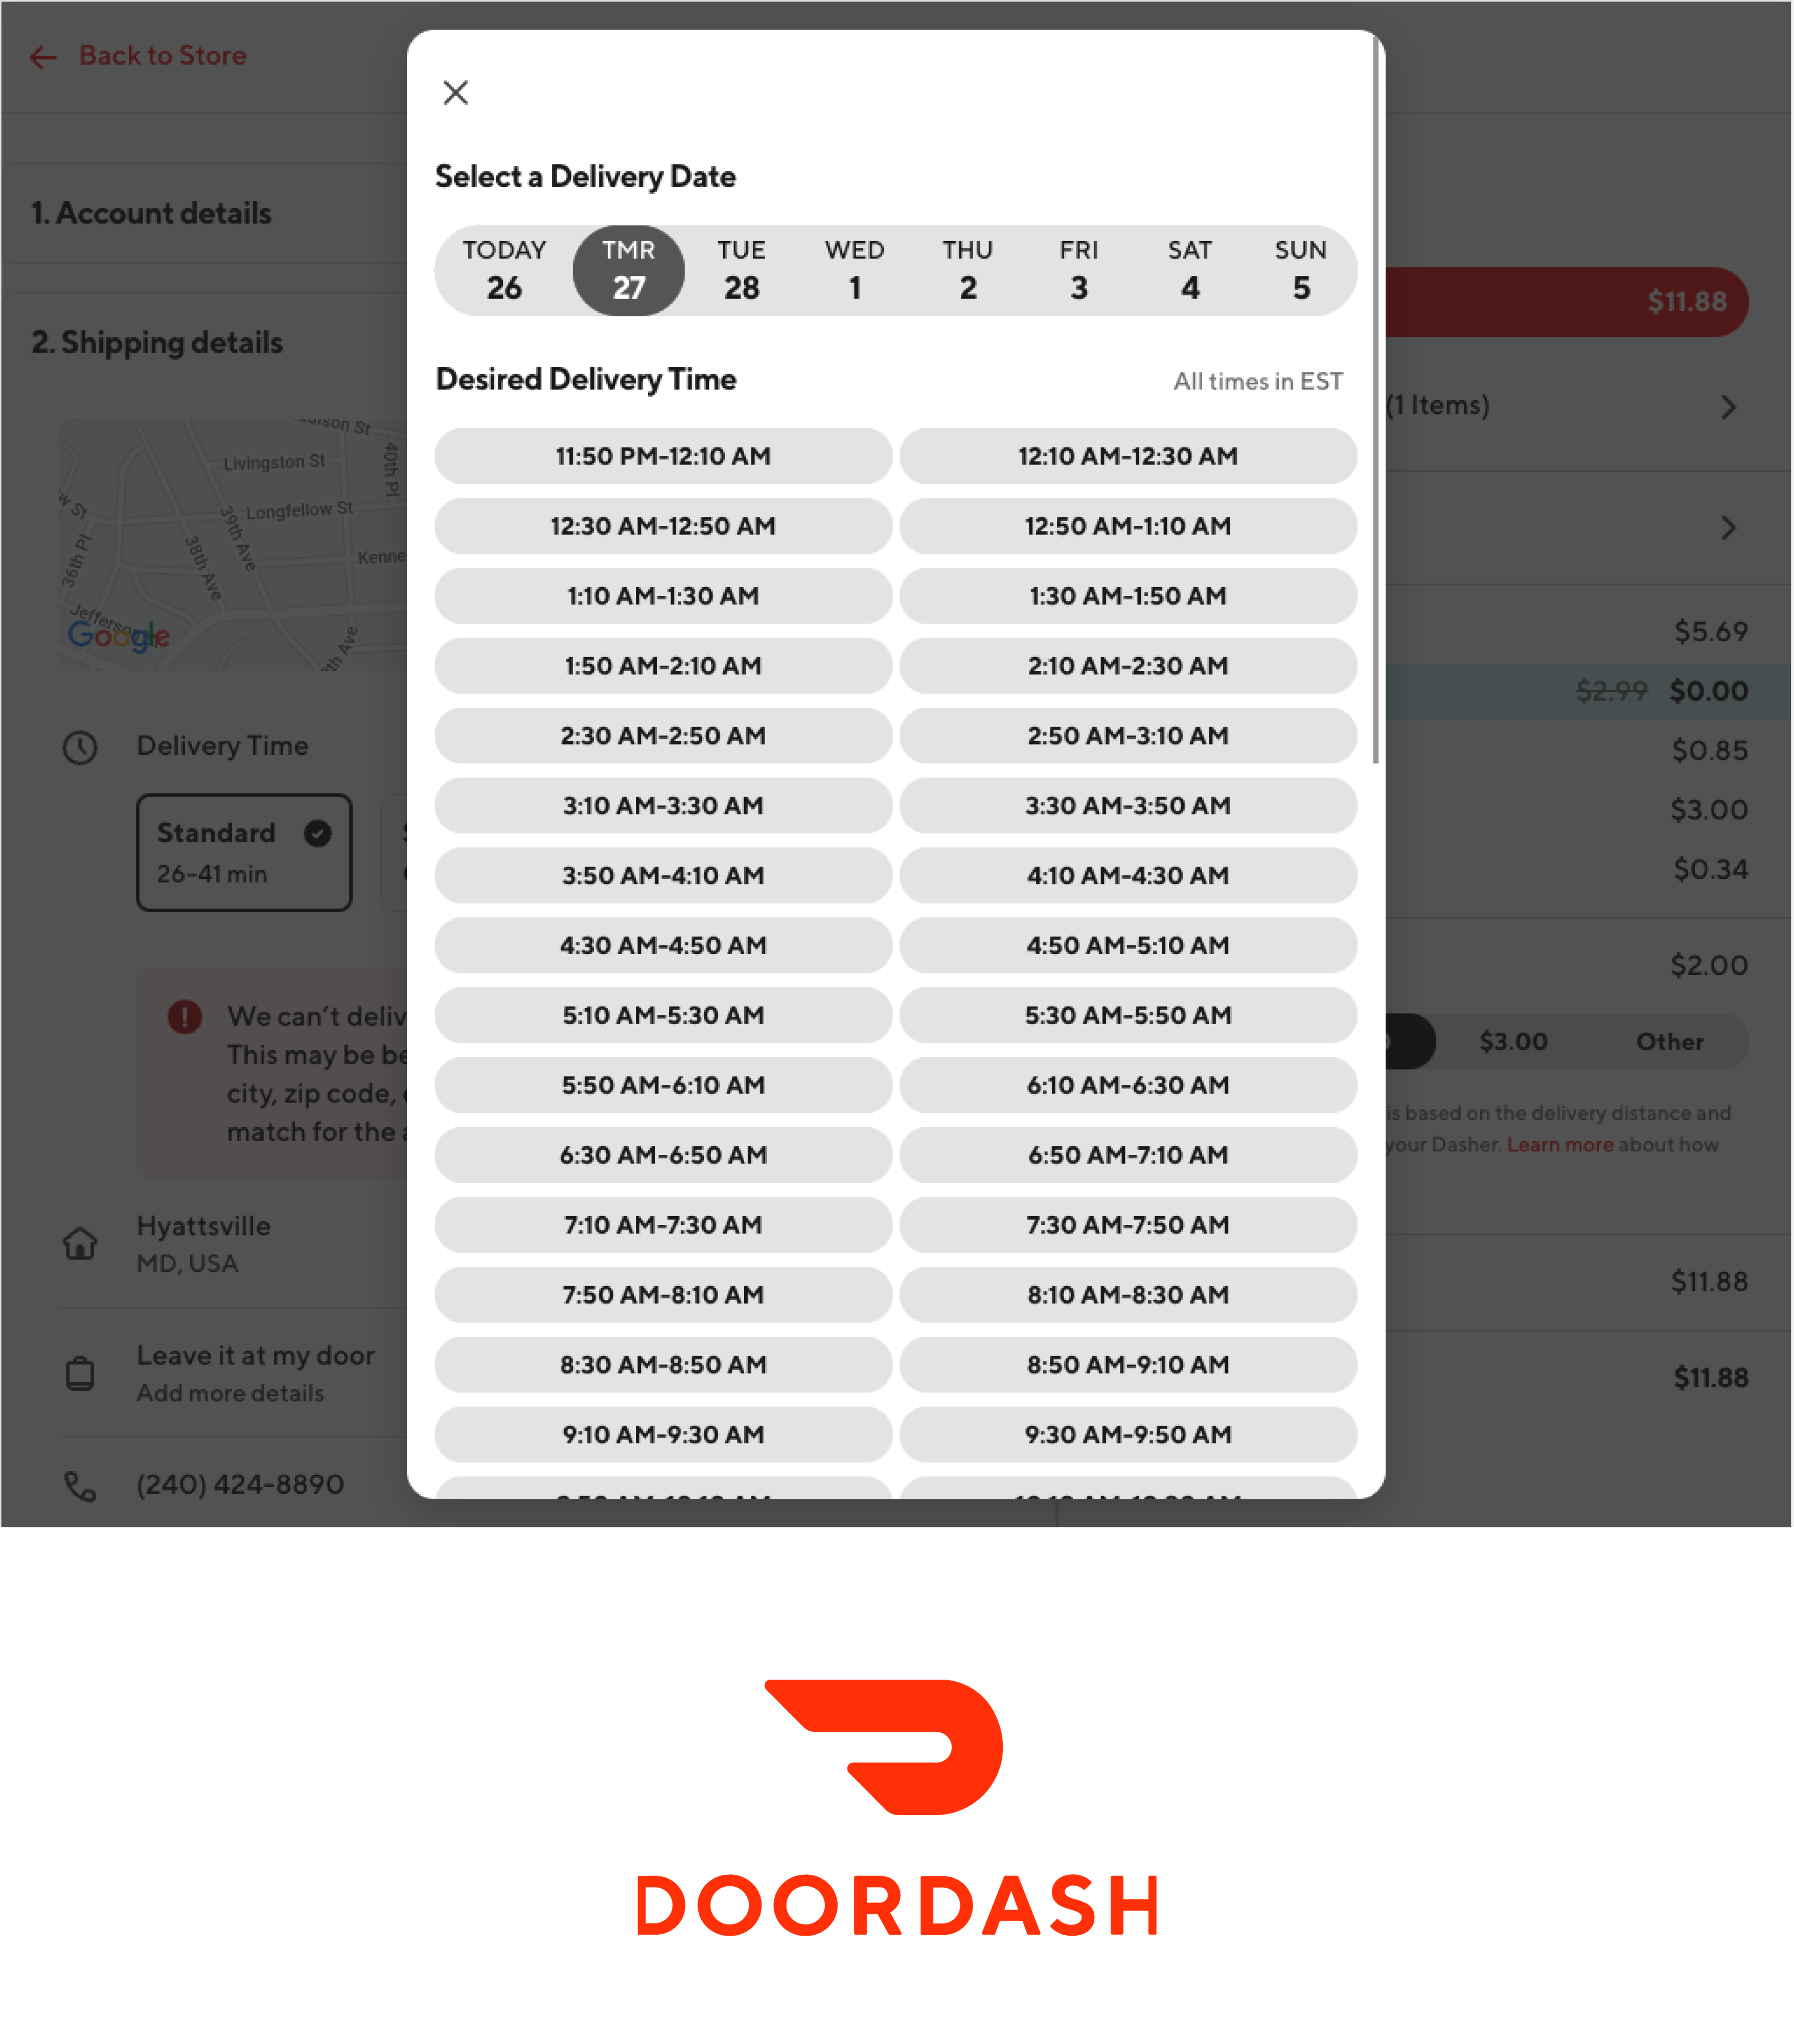 Back to Store
1. Account details
2. Shipping details
Livingston St
40th Pl
Longfellow St
39th Ave
38th Ave
36th Pl
Google
Delivery Time
Standard
26–41 min
We can't deliv
This may be be
city, zip code,
match for the
Hyattsville
MD, USA
Leave it at my door
Add more details
(240) 424-8890
Select a Delivery Date
TODAY TMR TUE WED THU FRI SAT SUN
26 27 28 1 2 3 4 5
Desired Delivery Time All times in EST
11:50 PM-12:10 AM 12:10 AM-12:30 AM
12:30 AM-12:50 AM 12:50 AM-1:10 AM
1:10 AM-1:30 AM 1:30 AM-1:50 AM
1:50 AM-2:10 AM 2:10 AM-2:30 AM
2:30 AM-2:50 AM 2:50 AM-3:10 AM
3:10 AM-3:30 AM 3:30 AM-3:50 AM
3:50 AM-4:10 AM 4:10 AM-4:30 AM
4:30 AM-4:50 AM 4:50 AM-5:10 AM
5:10 AM-5:30 AM 5:30 AM-5:50 AM
5:50 AM-6:10 AM 6:10 AM-6:30 AM
6:30 AM-6:50 AM 6:50 AM-7:10 AM
7:10 AM-7:30 AM 7:30 AM-7:50 AM
7:50 AM-8:10 AM 8:10 AM-8:30 AM
8:30 AM-8:50 AM 8:50 AM-9:10 AM
9:10 AM-9:30 AM 9:30 AM-9:50 AM
$11.88
(1 Items)
$5.69
$2.99 $0.00
$0.85
$3.00
$0.34
$2.00
$3.00 Other
is based on the delivery distance and
your Dasher. Learn more about how
$11.88
$11.88
DOORDASH